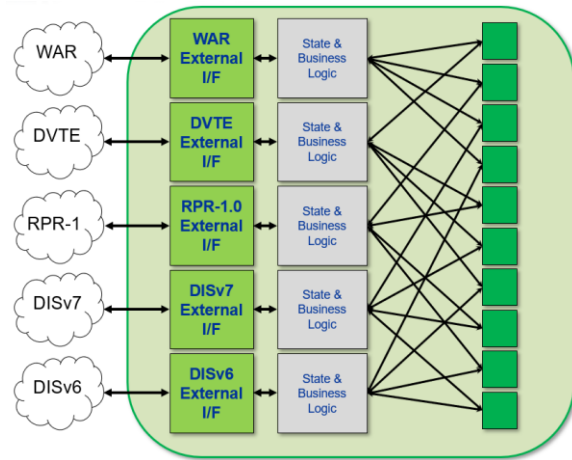 WAR
WAR
External
I/F
State &
Business
Logic
DVTE
DVTE
External
I/F
State &
Business
Logic
RPR-1
RPR-1.0
External
I/F
State &
Business
Logic
DISv7
DISv7
External
I/F
State &
Business
Logic
DISv6
DISv6
External
I/F
State &
Business
Logic